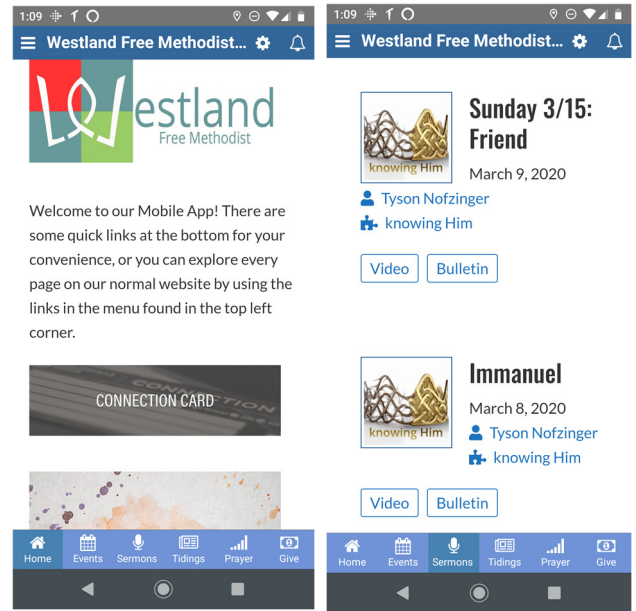 1:09
Westland Free Methodist...
Westland
Free Methodist
Welcome to our Mobile App! There are
some quick links at the bottom for your
convenience, or you can explore every
page on our normal website by using the
links in the menu found in the top left
corner.
CONNECTION CARD
CONNECTION
Home Events Sermons Tidings Prayer Give
1:09
Westland Free Methodist...
knowing Him
Sunday 3/15:
Friend
March 9, 2020
Tyson Nofzinger
knowing Him
Video Bulletin
knowing Him
Immanuel
March 8, 2020
Tyson Nofzinger
knowing Him
Video Bulletin
Home Events Sermons Tidings Prayer Give